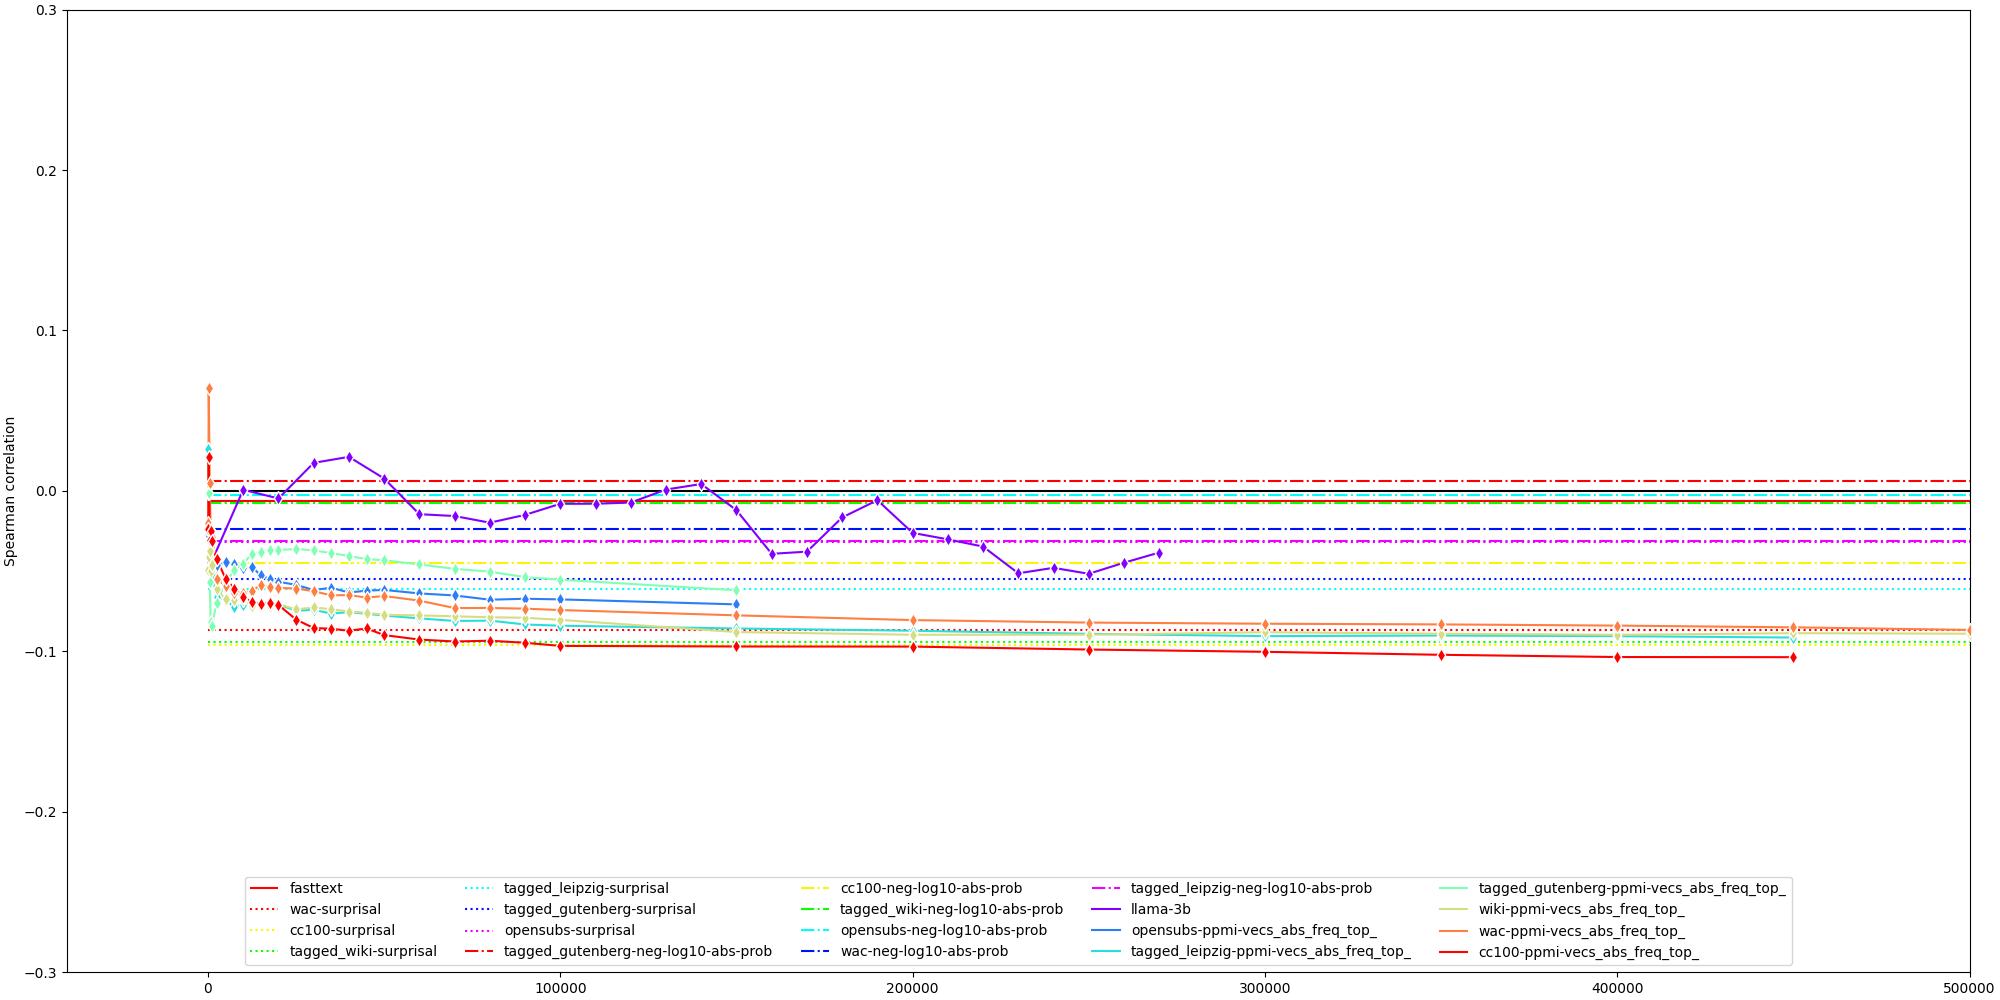 0.3
0.2
0.1
0.0
−0.1
−0.2
−0.3
Spearman correlation
fasttext
wac-surprisal
cc100-surprisal
tagged_wiki-surprisal
tagged_leipzig-surprisal
tagged_gutenberg-surprisal
opensubs-surprisal
tagged_gutenberg-neg-log10-abs-prob
cc100-neg-log10-abs-prob
tagged_wiki-neg-log10-abs-prob
opensubs-neg-log10-abs-prob
wac-neg-log10-abs-prob
tagged_leipzig-neg-log10-abs-prob
llama-3b
opensubs-ppmi-vecs_abs_freq_top_
tagged_leipzig-ppmi-vecs_abs_freq_top_
tagged_gutenberg-ppmi-vecs_abs_freq_top_
wiki-ppmi-vecs_abs_freq_top_
wac-ppmi-vecs_abs_freq_top_
cc100-ppmi-vecs_abs_freq_top_
0 100000 200000 300000 400000 500000